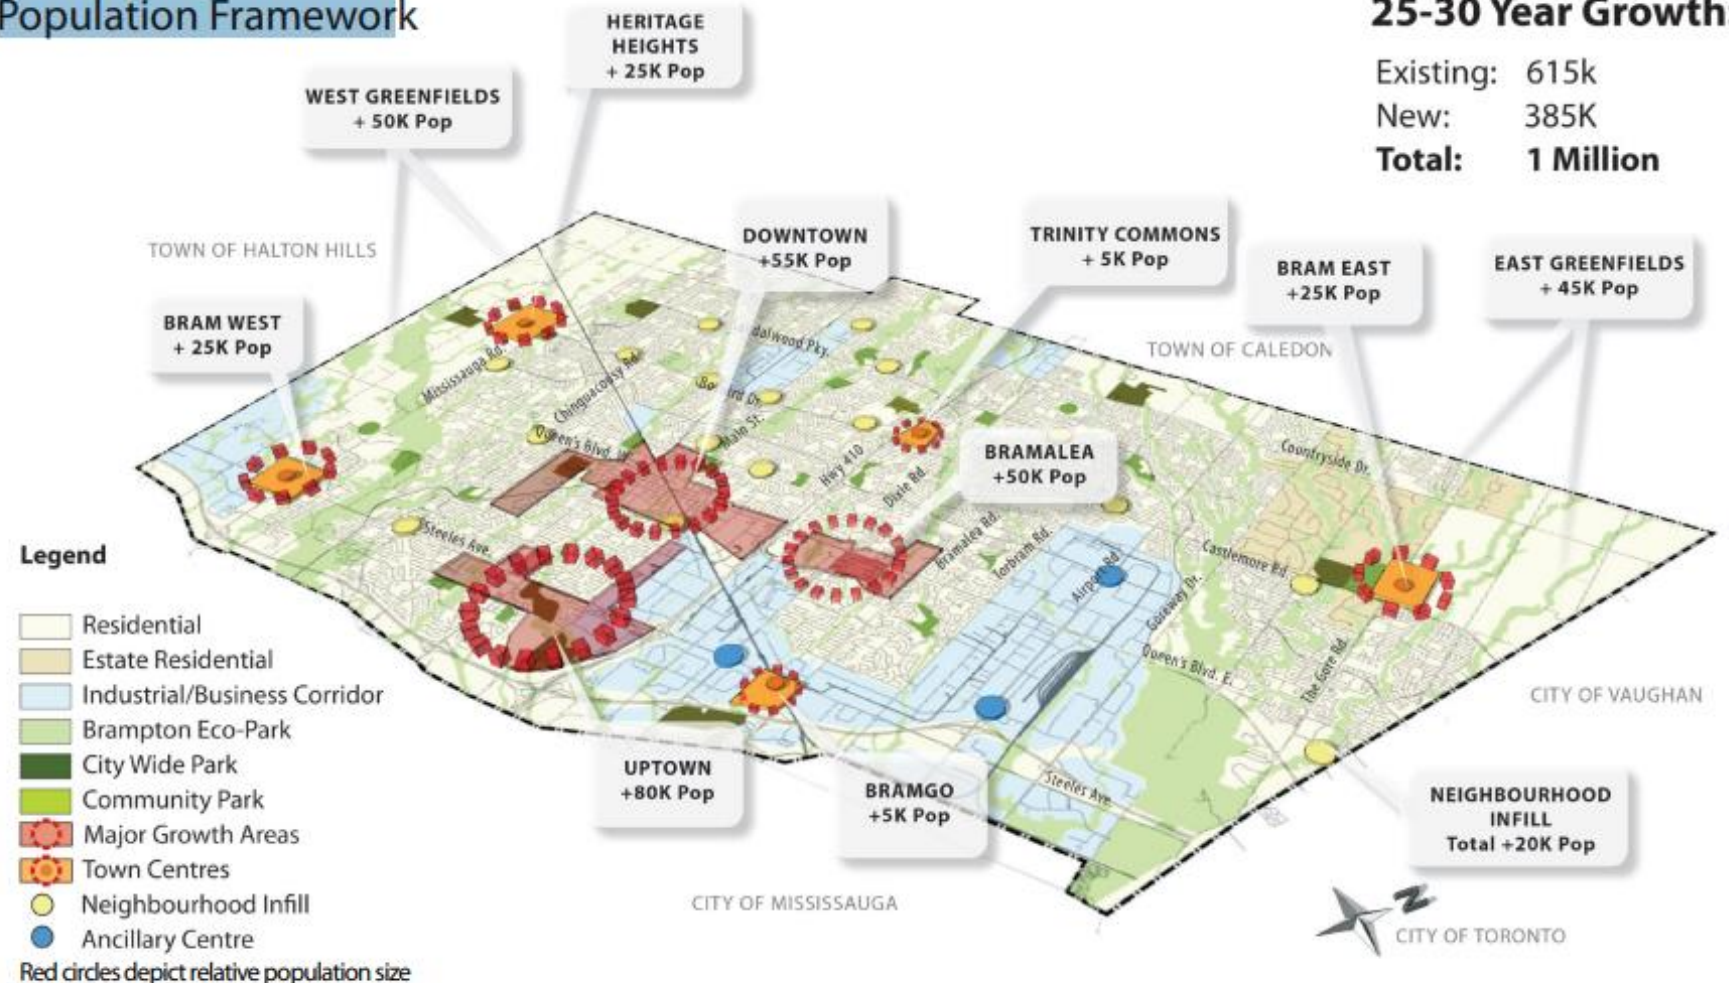 Population Framework
25-30 Year Growth
Existing: 615k
New: 385K
Total: 1 Million
HERITAGE
HEIGHTS
+ 25K Pop
WEST GREENFIELDS
+ 50K Pop
DOWNTOWN
+55K Pop
TRINITY COMMONS
+ 5K Pop
BRAM EAST
+25K Pop
EAST GREENFIELDS
+ 45K Pop
TOWN OF HALTON HILLS
BRAM WEST
+ 25K Pop
TOWN OF CALEDON
Mississauga Rd.
Chinguacousy Rd.
Queen's Blvd.
Main St.
Hwy 410
Dixie Rd.
BRAMALEA
+50K Pop
Countryside Dr.
Steeles Ave.
Bramalea Rd.
Torbram Rd.
Airport Rd.
Goreway Dr.
Castlemore Rd.
Queen's Blvd. E.
The Gore Rd.
CITY OF VAUGHAN
Steeles Ave.
UPTOWN
+80K Pop
BRAMGO
+5K Pop
NEIGHBOURHOOD
INFILL
Total +20K Pop
CITY OF MISSISSAUGA
CITY OF TORONTO
Z
Legend
Residential
Estate Residential
Industrial/Business Corridor
Brampton Eco-Park
City Wide Park
Community Park
Major Growth Areas
Town Centres
Neighbourhood Infill
Ancillary Centre
Red circles depict relative population size